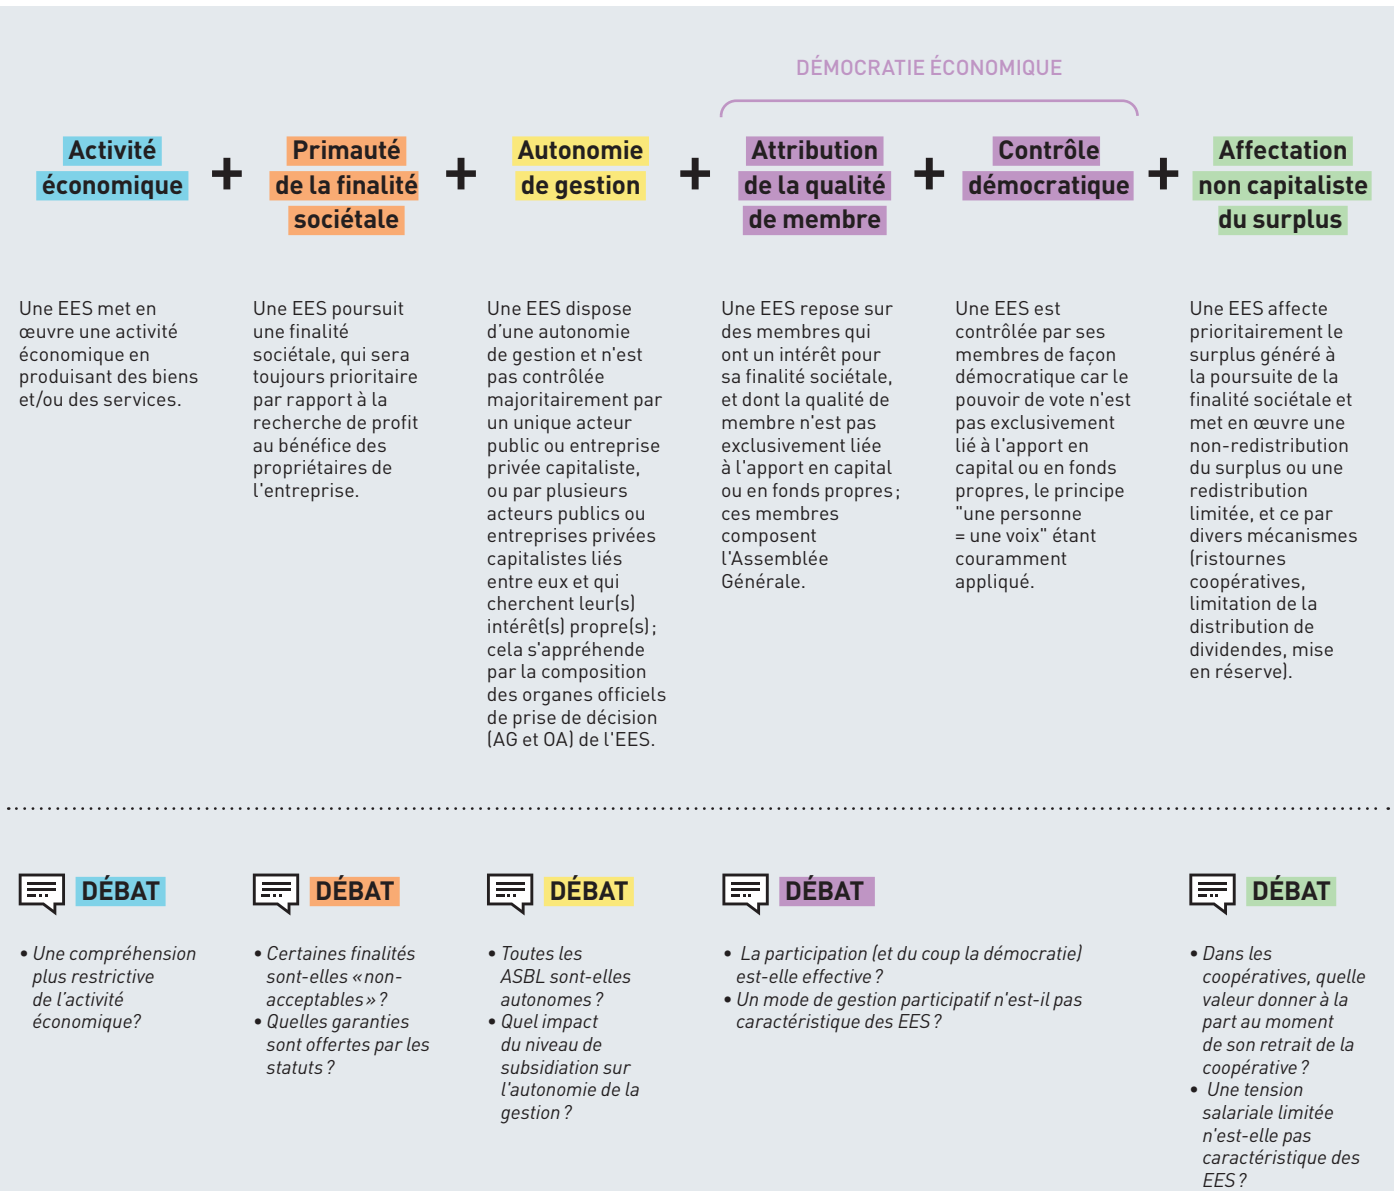 DÉMOCRATIE ÉCONOMIQUE
Activité
économique
+
Primauté
de la finalité
sociétale
+
Autonomie
de gestion
+
Attribution
de la qualité
de membre
+
Contrôle
démocratique
+
Affectation
non capitaliste
du surplus
Une EES met en
œuvre une activité
économique en
produisant des biens
et/ou des services.
Une EES poursuit
une finalité
sociétale, qui sera
toujours prioritaire
par rapport à la
recherche de profit
au bénéfice des
propriétaires de
l'entreprise.
Une EES dispose
d’une autonomie
de gestion et n'est
pas contrôlée
majoritairement par
un unique acteur
public ou entreprise
privée capitaliste,
ou par plusieurs
acteurs publics ou
entreprises privées
capitalistes liés
entre eux et qui
cherchent leur(s)
intérêt(s) propre(s) ;
cela s'appréhende
par la composition
des organes officiels
de prise de décision
(AG et OA) de l'EES.
Une EES repose sur
des membres qui
ont un intérêt pour
sa finalité sociétale,
et dont la qualité de
membre n'est pas
exclusivement liée
à l'apport en capital
ou en fonds propres ;
ces membres
composent
l'Assemblée
Générale.
Une EES est
contrôlée par ses
membres de façon
démocratique car le
pouvoir de vote n'est
pas exclusivement
lié à l'apport en
capital ou en fonds
propres, le principe
"une personne
= une voix" étant
couramment
appliqué.
Une EES affecte
prioritairement le
surplus généré à
la poursuite de la
finalité sociétale et
met en œuvre une
non-redistribution
du surplus ou une
redistribution
limitée, et ce par
divers mécanismes
(ristournes
coopératives,
limitation de la
distribution de
dividendes, mise
en réserve).
DÉBAT
• Une compréhension
plus restrictive
de l’activité
économique?
DÉBAT
• Certaines finalités
sont-elles «non-
acceptables» ?
• Quelles garanties
sont offertes par les
statuts ?
DÉBAT
• Toutes les
ASBL sont-elles
autonomes ?
• Quel impact
du niveau de
subsidiation sur
l'autonomie de la
gestion ?
DÉBAT
• La participation (et du coup la démocratie)
est-elle effective ?
• Un mode de gestion participatif n'est-il pas
caractéristique des EES ?
DÉBAT
• Dans les
coopératives, quelle
valeur donner à la
part au moment
de son retrait de la
coopérative ?
• Une tension
salariale limitée
n'est-elle pas
caractéristique des
EES ?